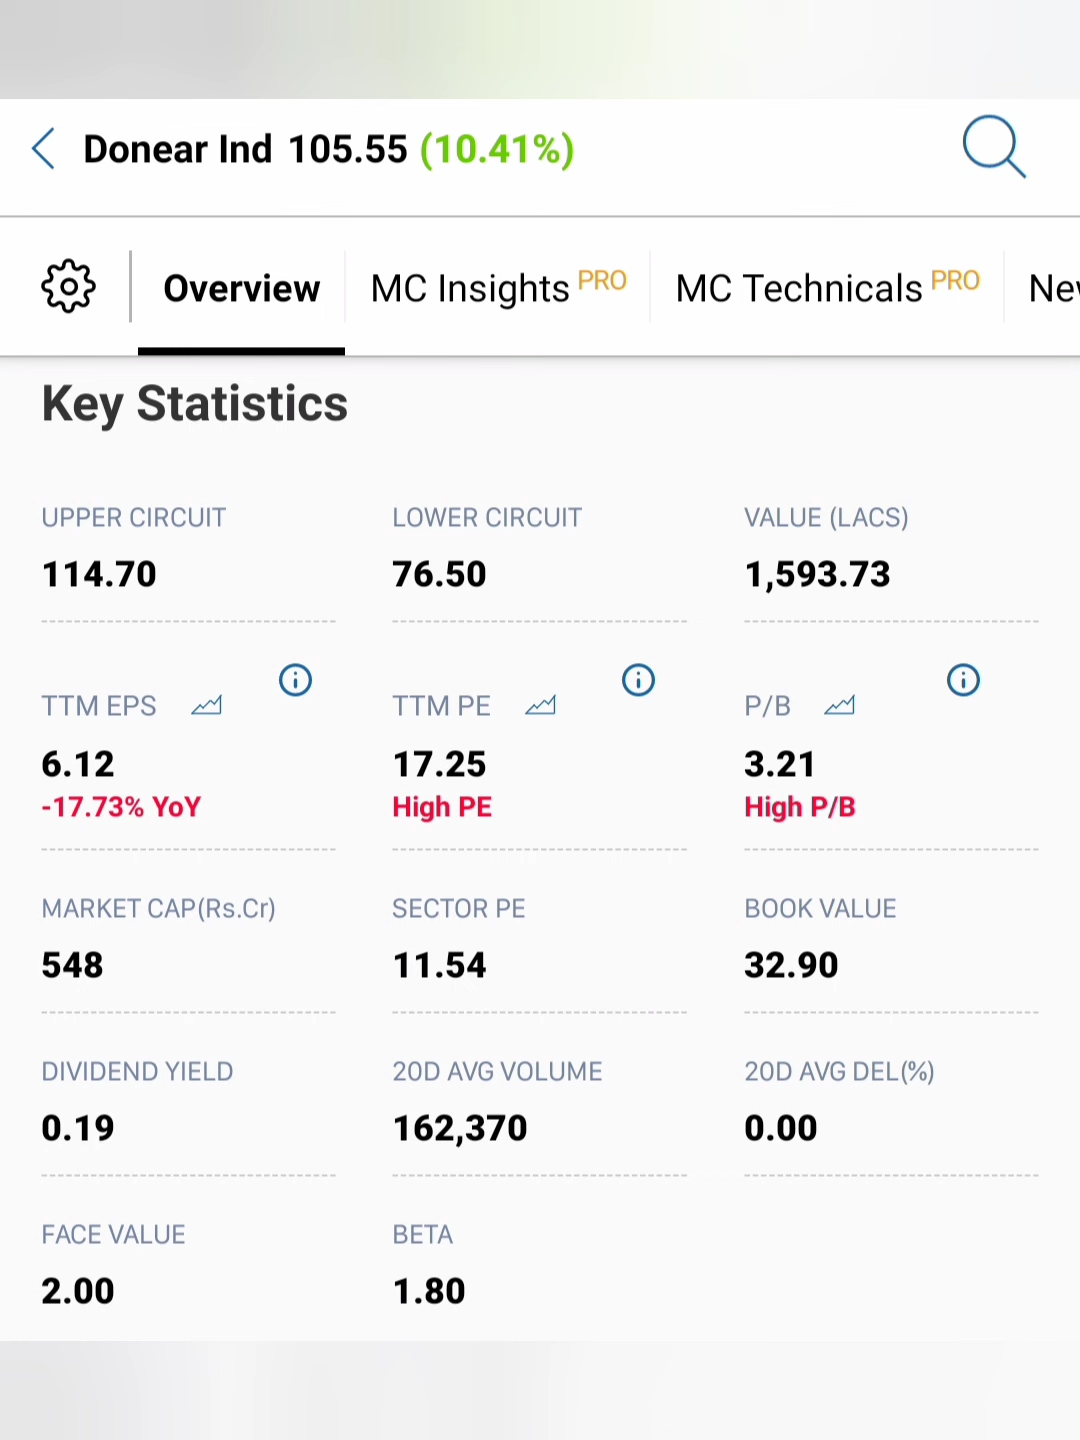 Donear Ind 105.55 (10.41%)
Overview MC Insights PRO MC Technicals PRO
Key Statistics
UPPER CIRCUIT LOWER CIRCUIT VALUE (LACS)
114.70 76.50 1,593.73
TTM EPS TTM PE P/B
6.12 17.25 3.21
-17.73% YoY High PE High P/B
MARKET CAP(Rs.Cr) SECTOR PE BOOK VALUE
548 11.54 32.90
DIVIDEND YIELD 20D AVG VOLUME 20D AVG DEL(%)
0.19 162,370 0.00
FACE VALUE BETA
2.00 1.80